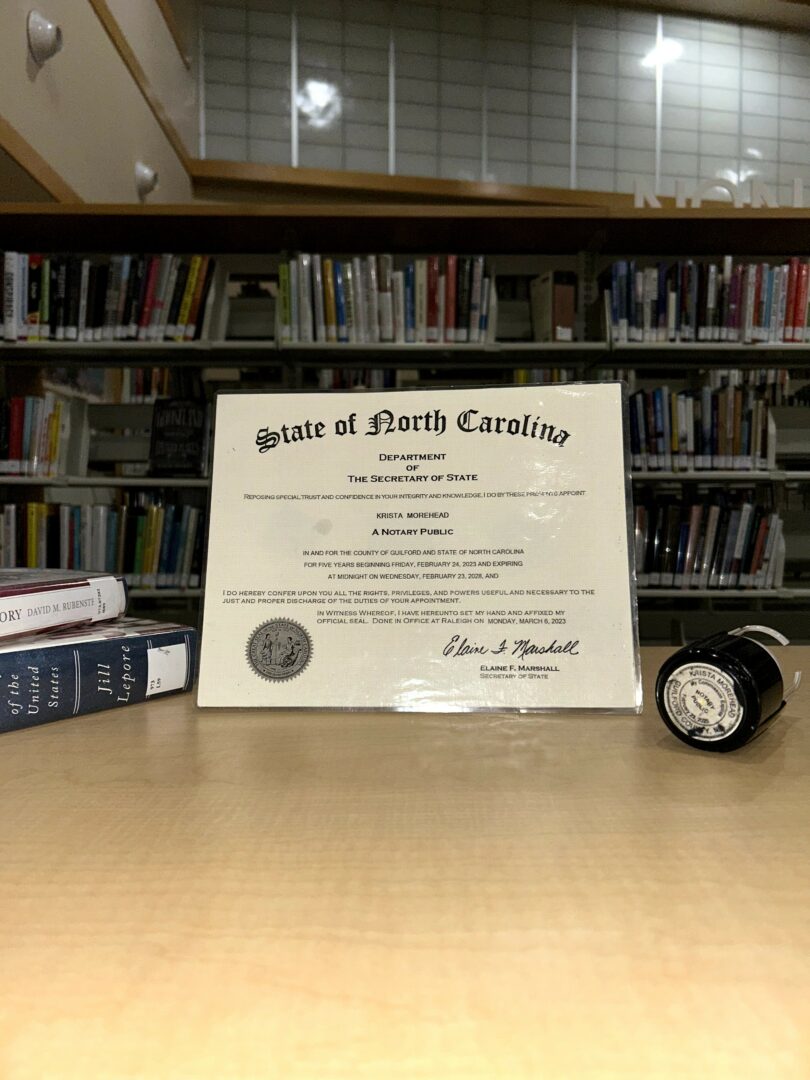 State of North Carolina
DEPARTMENT
OF
THE SECRETARY OF STATE
REPOSING SPECIAL TRUST AND CONFIDENCE IN YOUR INTEGRITY AND KNOWLEDGE, I DO BY THESE APPOINT
KRISTA MOREHEAD
A NOTARY PUBLIC
IN AND FOR THE COUNTY OF GUILFORD AND STATE OF NORTH CAROLINA
FOR FIVE YEARS BEGINNING FRIDAY, FEBRUARY 24, 2023 AND EXPIRING
AT MIDNIGHT ON WEDNESDAY, FEBRUARY 23, 2028, AND
I DO HEREBY CONFER UPON YOU ALL THE RIGHTS, PRIVILEGES, AND POWERS USEFUL AND NECESSARY TO THE
JUST AND PROPER DISCHARGE OF THE DUTIES OF YOUR APPOINTMENT.
IN WITNESS WHEREOF, I HAVE HEREUNTO SET MY HAND AND AFFIXED MY
OFFICIAL SEAL. DONE IN OFFICE AT RALEIGH ON MONDAY, MARCH 6, 2023
Elaine F. Marshall
ELAINE F. MARSHALL
SECRETARY OF STATE
ORY DAVID M. RUBENSTE
of the
United
States
Jill
Lepore
973
LEP
KRISTA MOREHEAD
NOTARY
PUBLIC
GUILFORD COUNTY, NC